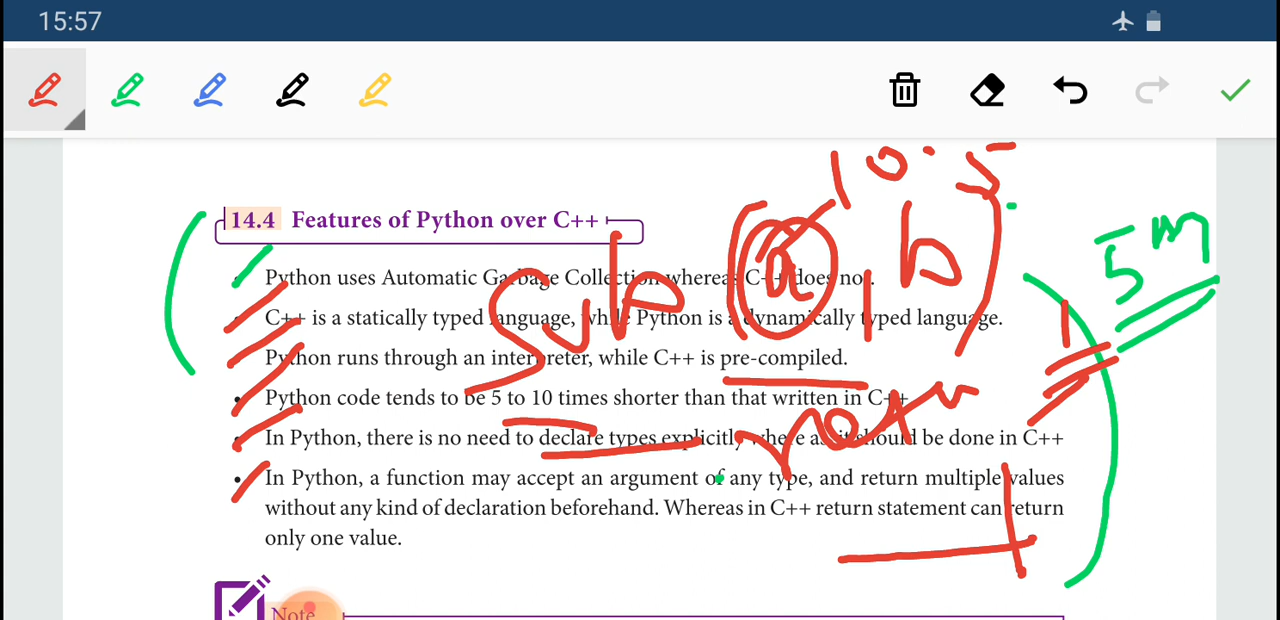 15:57
10.5
14.4 Features of Python over C++
5m
Python uses Automatic Garbage Collection whereas C++ does not.
Sub (a, b)
C++ is a statically typed language, while Python is a dynamically typed language.
1
Python runs through an interpreter, while C++ is pre-compiled.
• Python code tends to be 5 to 10 times shorter than that written in C++
• In Python, there is no need to declare types explicitly where as it should be done in C++
• In Python, a function may accept an argument of any type, and return multiple values
without any kind of declaration beforehand. Whereas in C++ return statement can return
only one value.
Note